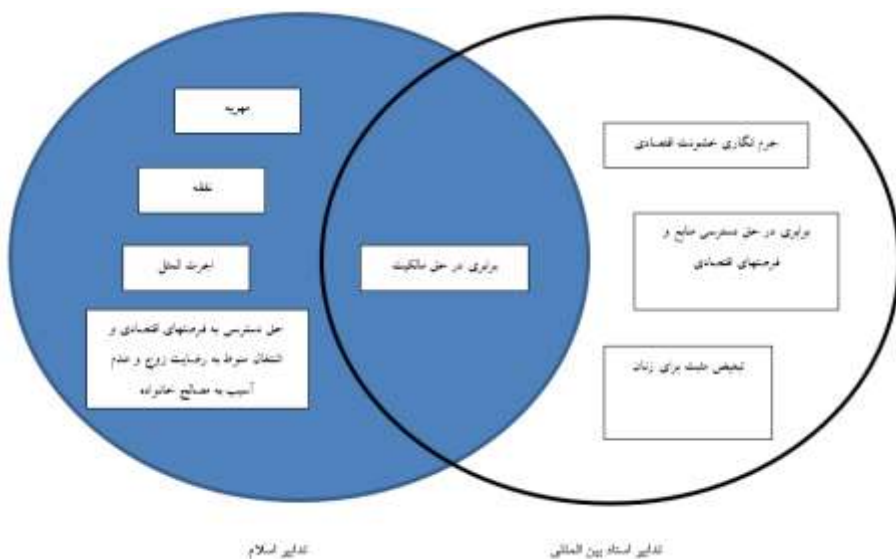 مهریه
نفقه
اجرت المثل
حق دسترسی به فرصتهای اقتصادی و
اشتغال منوط به رضایت زوج و عدم
آسیب به مصالح خانواده
برابری در حق مالکیت
جرم انگاری خشونت اقتصادی
برابری در حق دسترسی منابع و
فرصتهای اقتصادی
تبعیض مثبت برای زنان
تدابیر اسلام
تدابیر اسناد بین المللی